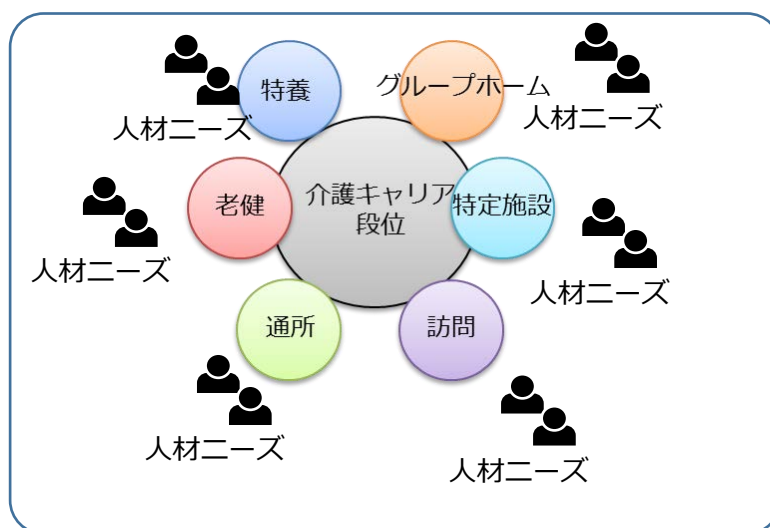 特養
グループホーム
人材ニーズ
人材ニーズ
老健
介護キャリア
段位
特定施設
人材ニーズ
人材ニーズ
通所
訪問
人材ニーズ
人材ニーズ